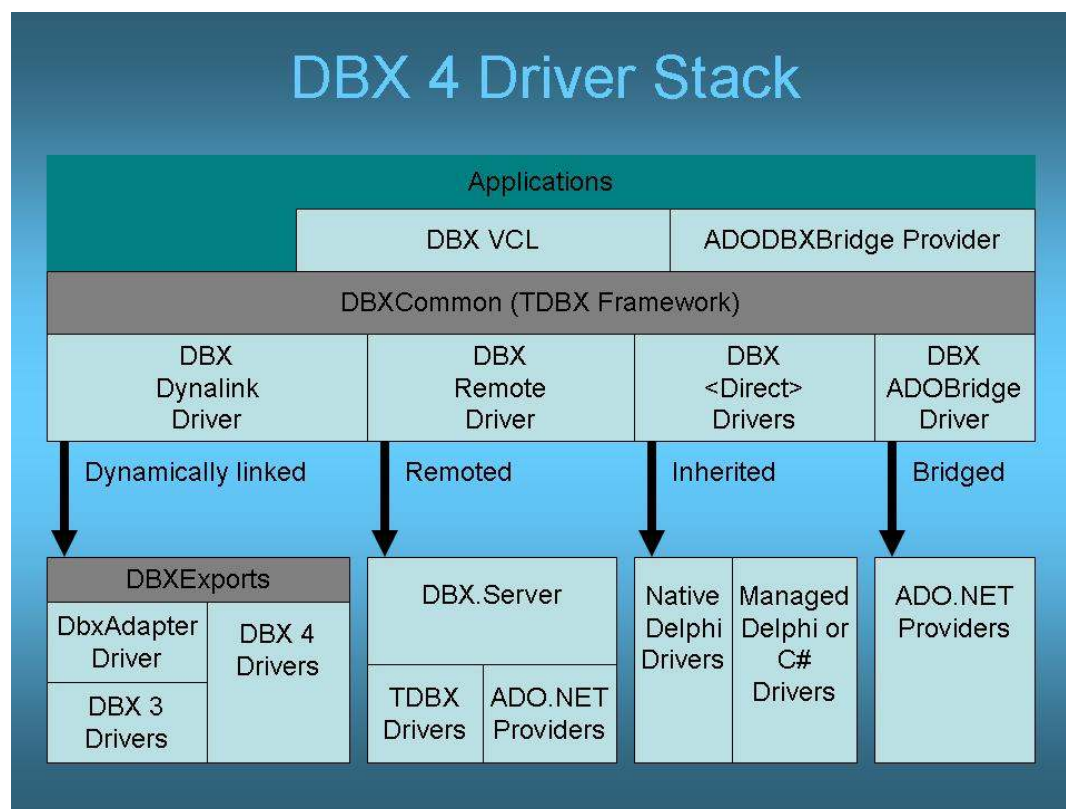 DBX 4 Driver Stack
Applications
DBX VCL
ADODBXBridge Provider
DBXCommon (TDBX Framework)
DBX
Dynalink
Driver
DBX
Remote
Driver
DBX
<Direct>
Drivers
DBX
ADOBridge
Driver
Dynamically linked
Remoted
Inherited
Bridged
DBXExports
DbxAdapter
Driver
DBX 3
Drivers
DBX 4
Drivers
DBX.Server
TDBX
Drivers
ADO.NET
Providers
Native
Delphi
Drivers
Managed
Delphi or
C#
Drivers
ADO.NET
Providers